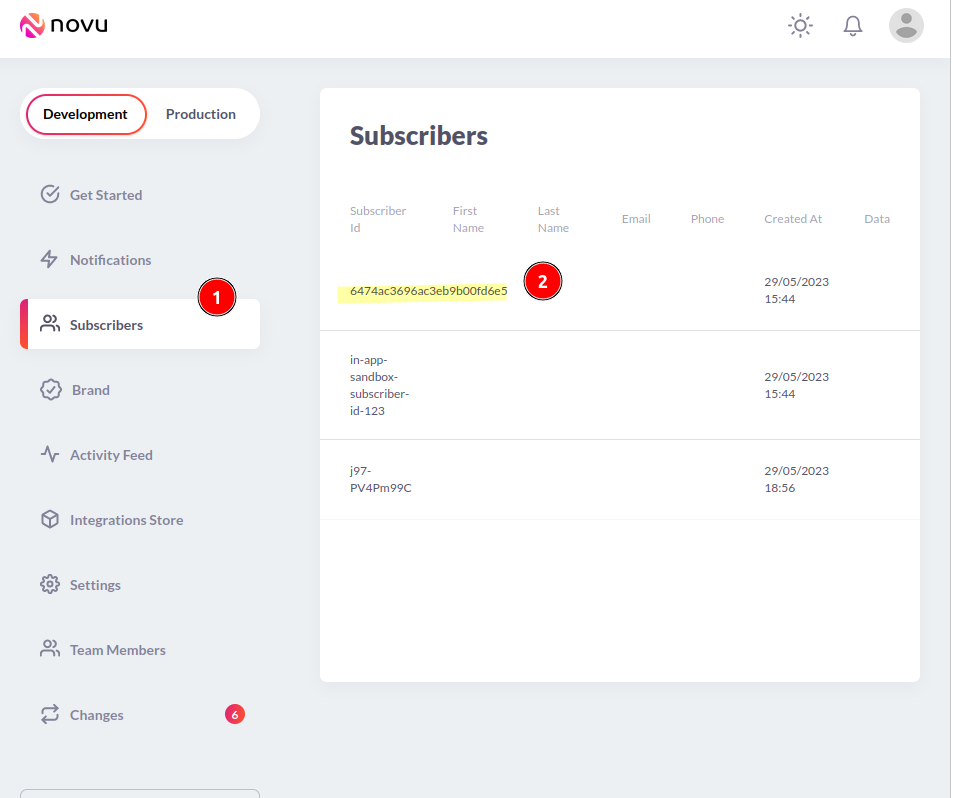 novu
Development
Production
Get Started
Notifications
1
Subscribers
Brand
Activity Feed
Integrations Store
Settings
Team Members
Changes
6
Subscribers
Subscriber
Id
First
Name
Last
Name
Email
Phone
Created At
Data
6474ac3696ac3eb9b00fd6e5
2
29/05/2023
15:44
in-app-
sandbox-
subscriber-
id-123
29/05/2023
15:44
j97-
PV4Pm99C
29/05/2023
18:56